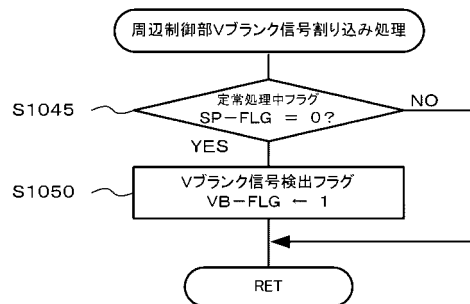 周辺制御部Vブランク信号割り込み処理
S1045
定常処理中フラグ
SP-FLG = 0?
NO
YES
S1050
Vブランク信号検出フラグ
VB-FLG ← 1
RET